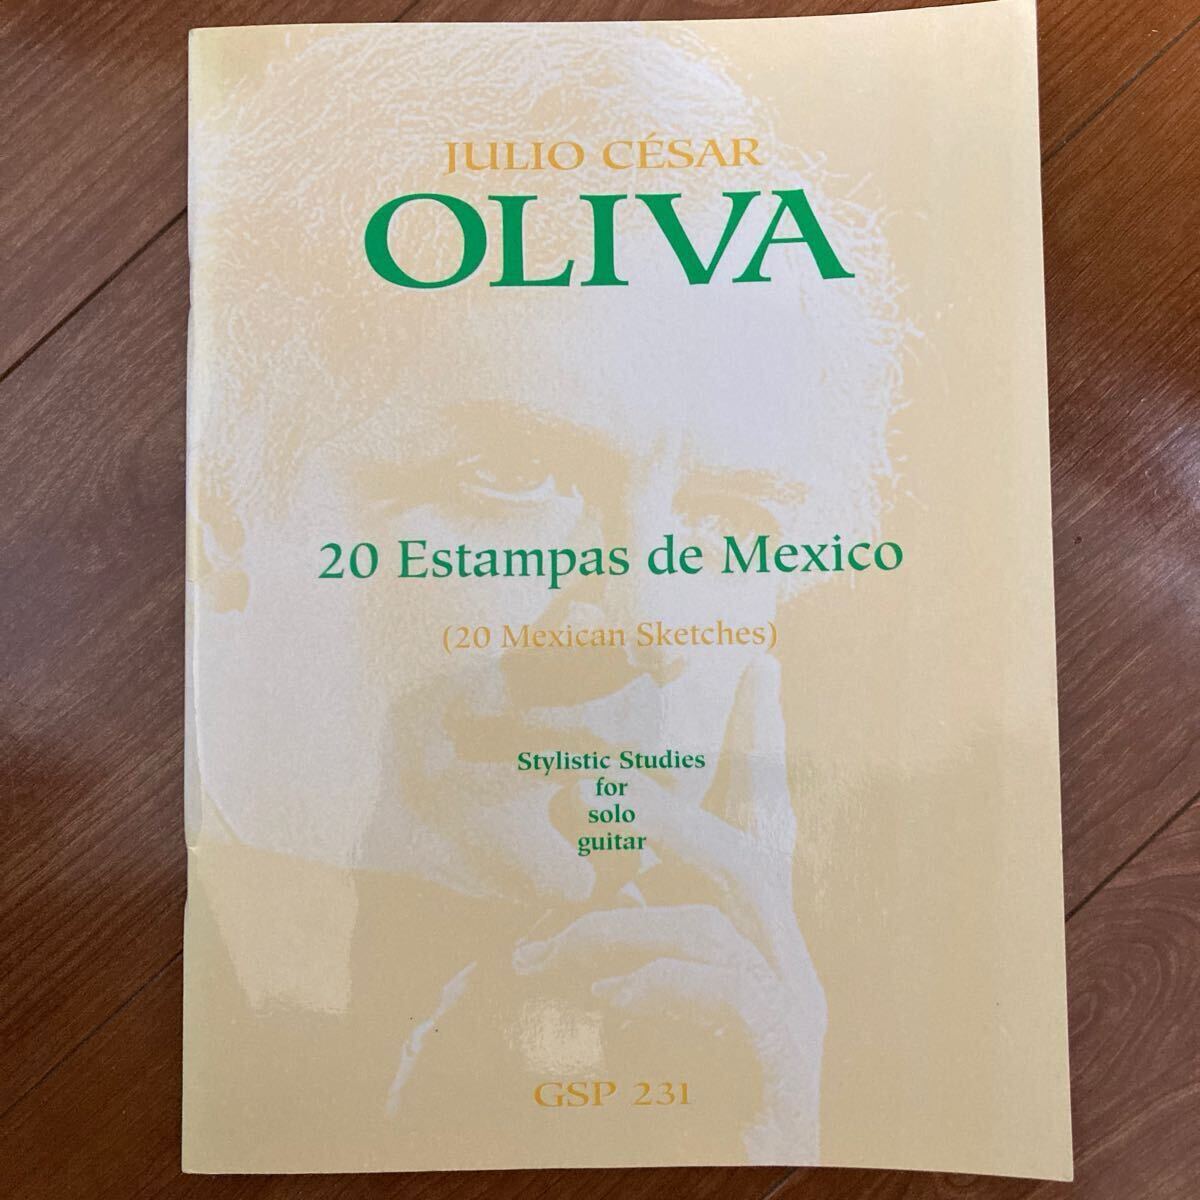 JULIO CÉSAR
OLIVA
20 Estampas de Mexico
(20 Mexican Sketches)
Stylistic Studies
for
solo
guitar
GSP 231